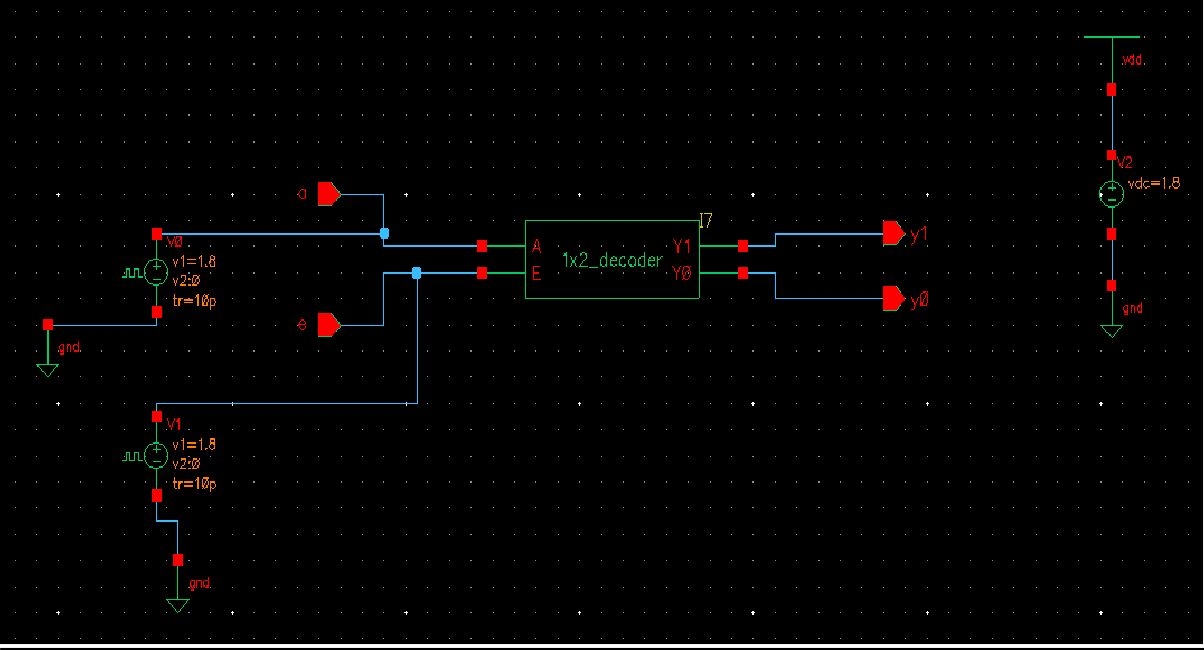 vdd
V2
vdc=1.8
gnd
a
I7
A
Y1
1x2_decoder
E
Y0
y1
y0
V0
v1=1.8
v2:0
tr=10p
gnd
e
V1
v1=1.8
v2:0
tr=10p
gnd